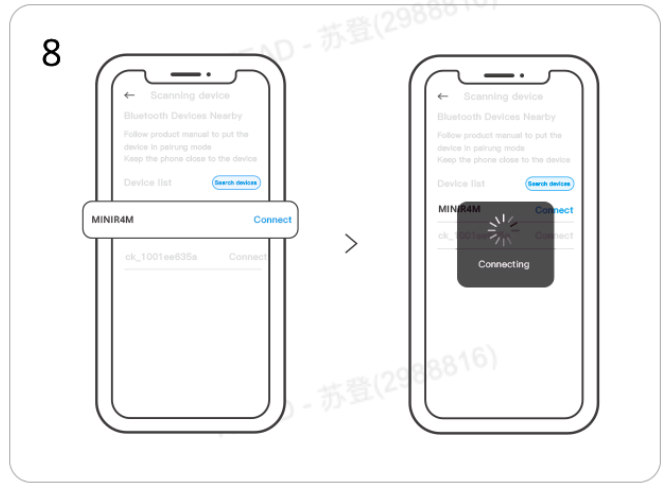 8
← Scanning device
Bluetooth Devices Nearby
Follow product manual to put the
device in pairung mode
Keep the phone close to the device
Device list
Search devices
MINIR4M
Connect
ck_1001ee635a
Connect
>
← Scanning device
Bluetooth Devices Nearby
Follow product manual to put the
device in pairung mode
Keep the phone close to the device
Device list
Search devices
MINIR4M
Connect
Connect
Connecting
EAD - 苏登(2988816)
D - 苏登(2988816)